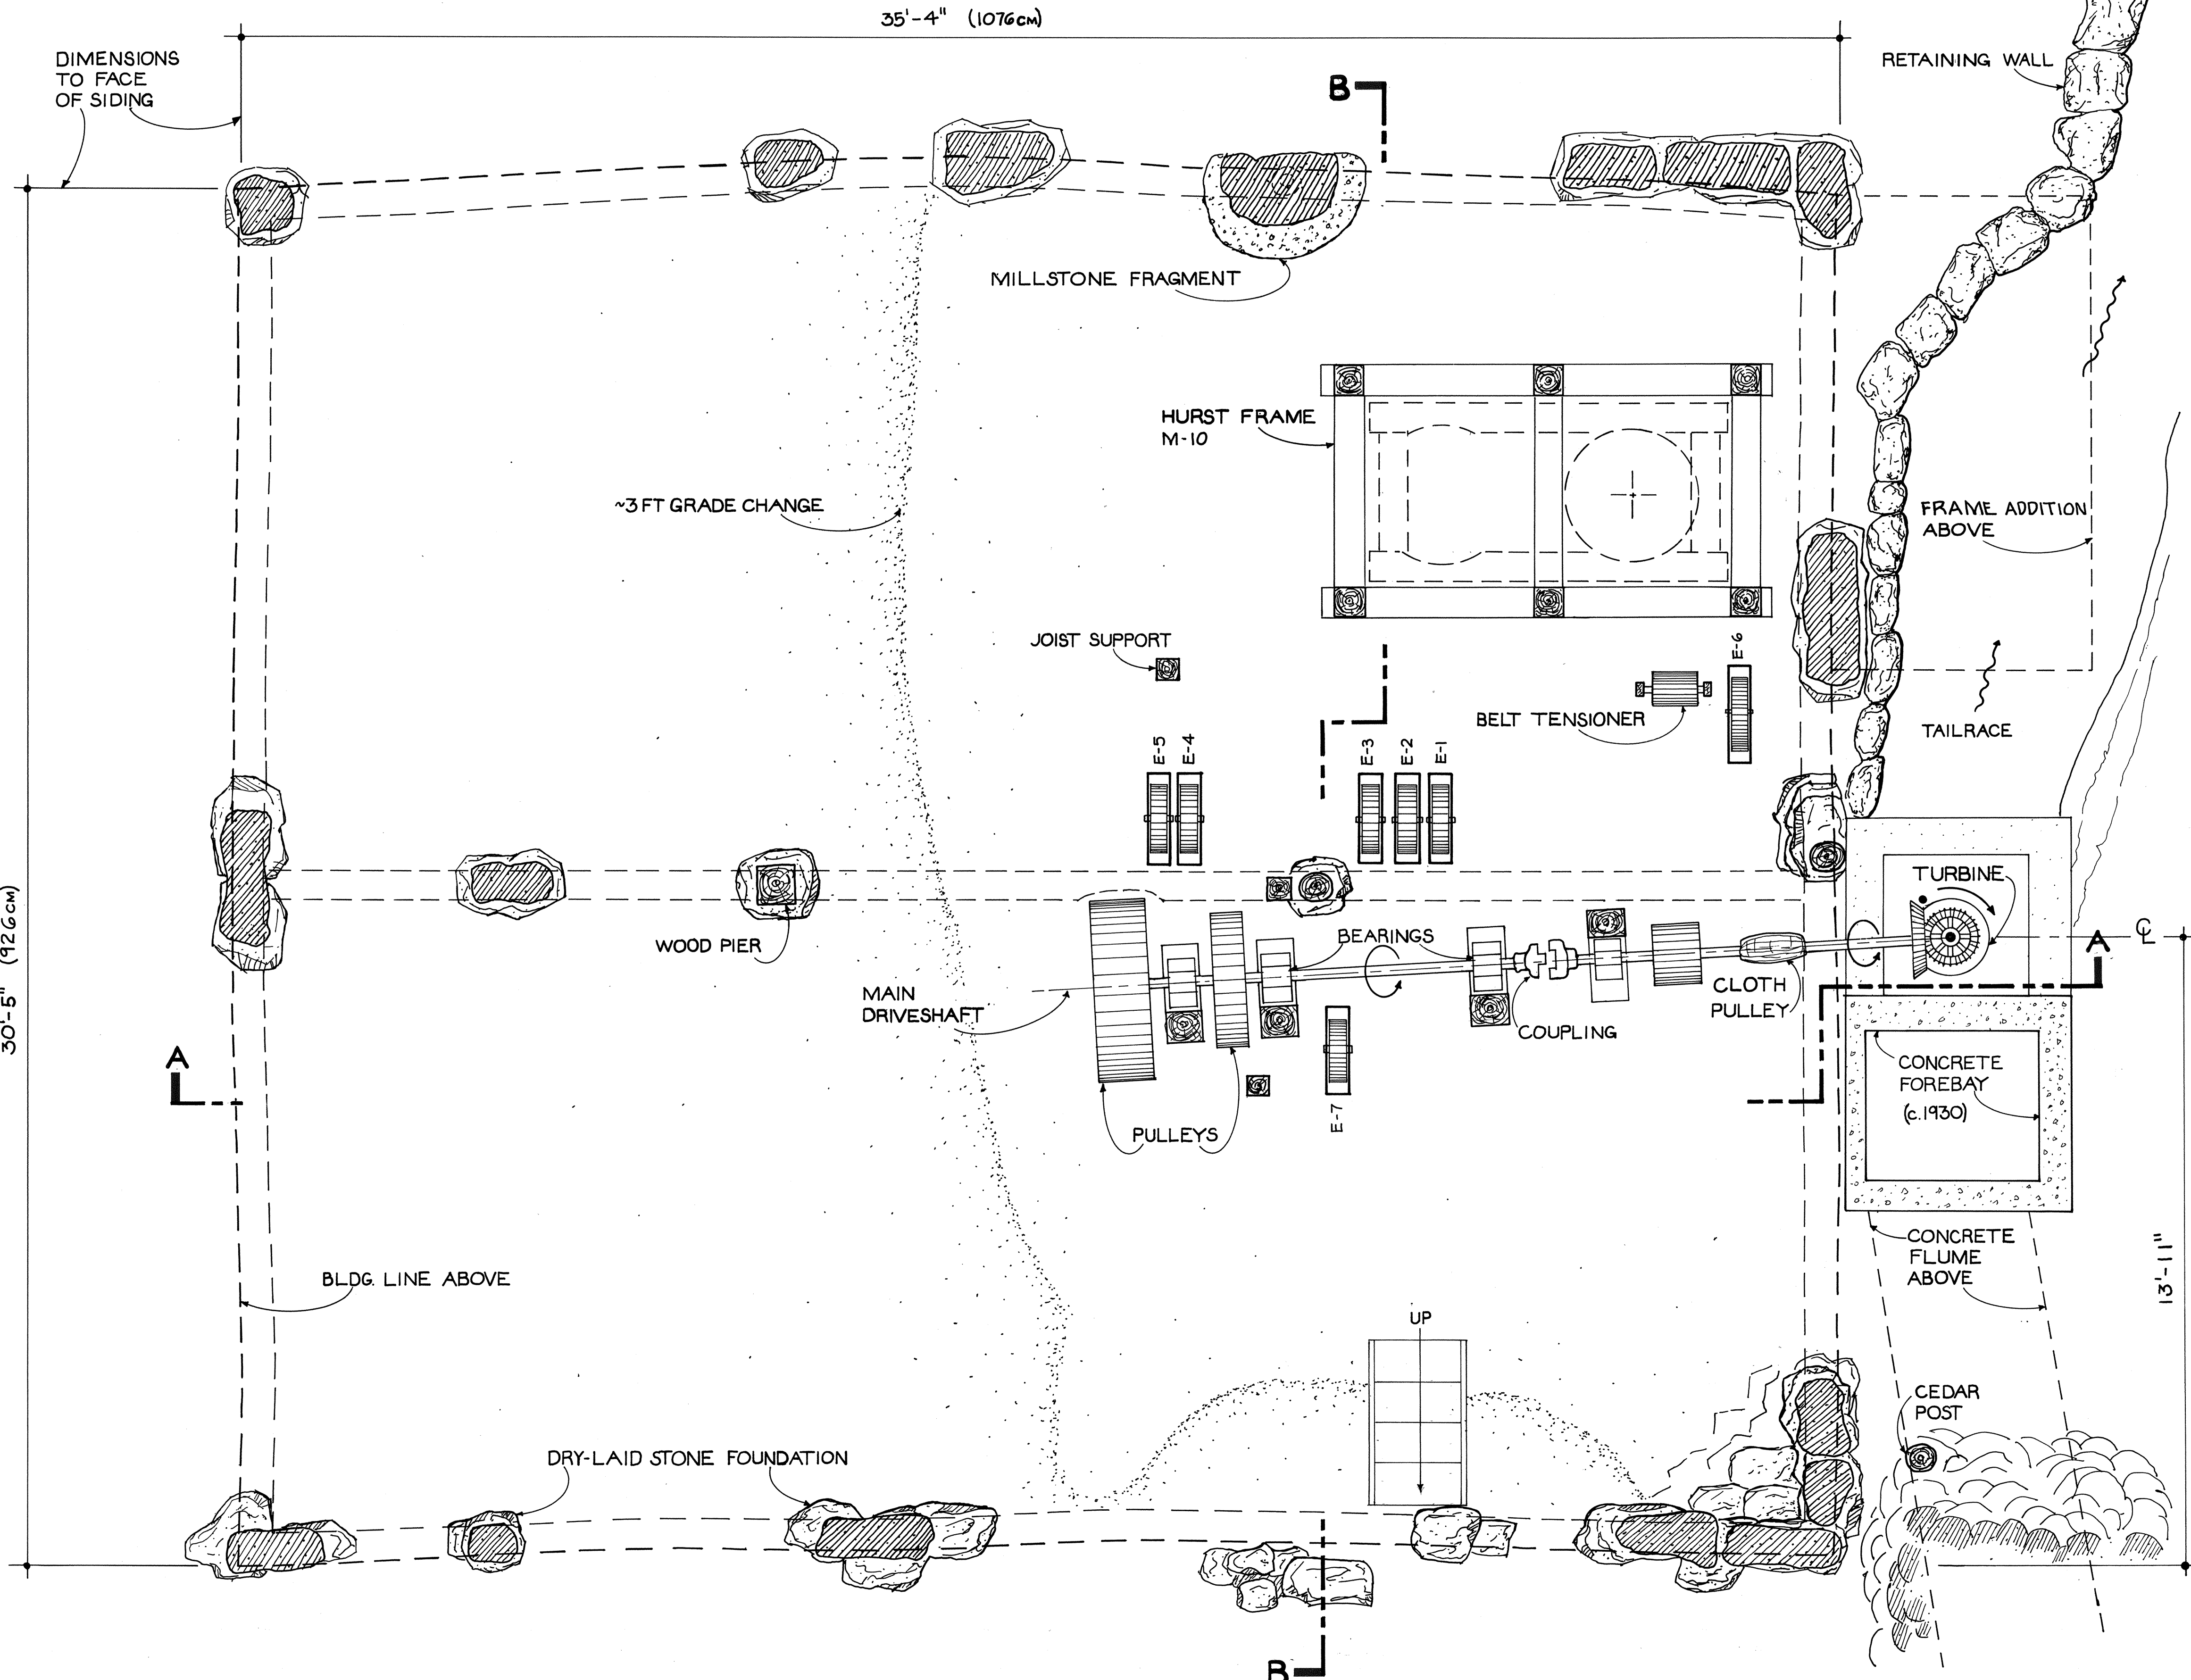 35'-4" (1076CM)
DIMENSIONS
TO FACE
OF SIDING
B
RETAINING WALL
MILLSTONE FRAGMENT
HURST FRAME
M-10
~3 FT GRADE CHANGE
FRAME ADDITION
ABOVE
JOIST SUPPORT
E-6
BELT TENSIONER
TAILRACE
E-5
E-4
E-3
E-2
E-1
TURBINE
WOOD PIER
BEARINGS
℄
A
MAIN
DRIVESHAFT
CLOTH
PULLEY
COUPLING
30'-5" (926CM)
A
CONCRETE
FOREBAY
(c.1930)
E-7
PULLEYS
CONCRETE
FLUME
ABOVE
13'-11"
BLDG. LINE ABOVE
UP
CEDAR
POST
DRY-LAID STONE FOUNDATION
B